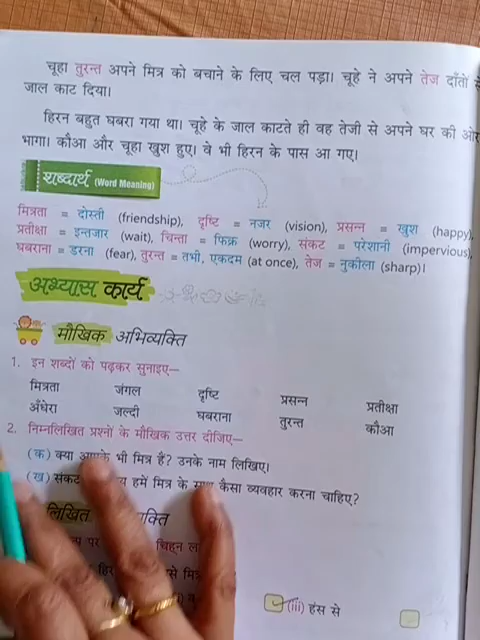 चूहा तुरन्त अपने मित्र को बचाने के लिए चल पड़ा। चूहे ने अपने तेज दाँतों से
जाल काट दिया।
हिरन बहुत घबरा गया था। चूहे के जाल काटते ही वह तेजी से अपने घर की ओर
भागा। कौआ और चूहा खुश हुए। वे भी हिरन के पास आ गए।
शब्दार्थ (Word Meaning)
मित्रता = दोस्ती (friendship), दृष्टि = नजर (vision), प्रसन्न = खुश (happy),
प्रतीक्षा = इन्तजार (wait), चिन्ता = फिक्र (worry), संकट = परेशानी (impervious),
घबराना = डरना (fear), तुरन्त = तभी, एकदम (at once), तेज = नुकीला (sharp)।
अभ्यास कार्य
मौखिक अभिव्यक्ति
1. इन शब्दों को पढ़कर सुनाइए—
मित्रता जंगल दृष्टि प्रसन्न प्रतीक्षा
अँधेरा जल्दी घबराना तुरन्त कौआ
2. निम्नलिखित प्रश्नों के मौखिक उत्तर दीजिए—
(क) क्या आपके भी मित्र हैं? उनके नाम लिखिए।
(ख) संकट हमें मित्र के कैसा व्यवहार करना चाहिए?
लिखित
पर चिह्न
(iii) हंस से